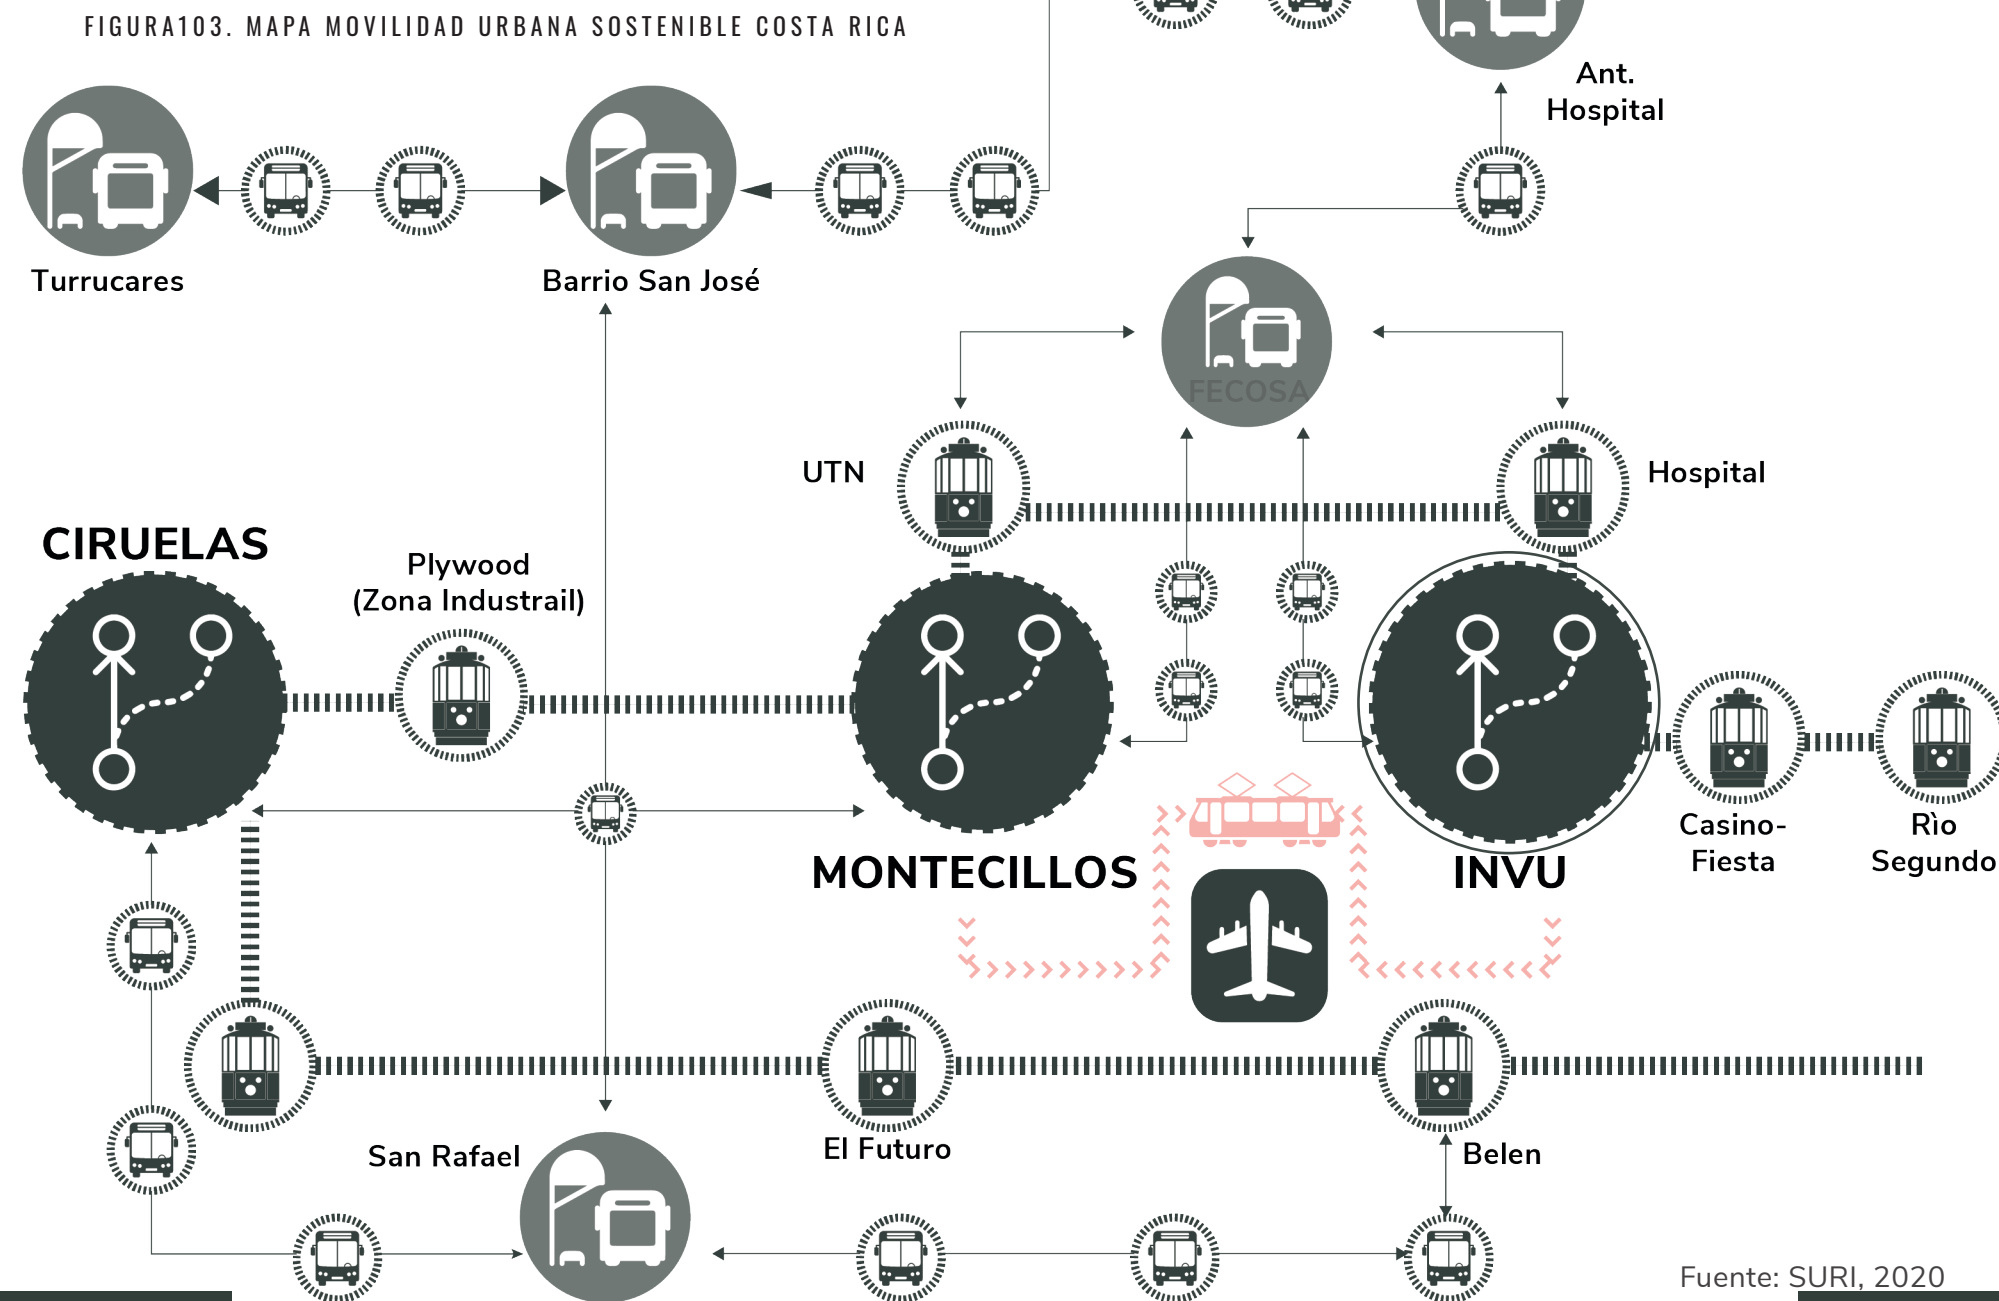 FIGURA103. MAPA MOVILIDAD URBANA SOSTENIBLE COSTA RICA
Ant.
Hospital
Turrucares
Barrio San José
FECOSA
UTN
Hospital
CIRUELAS
Plywood
(Zona Industrail)
MONTECILLOS
INVU
Casino-
Fiesta
Rìo
Segundo
San Rafael
El Futuro
Belen
Fuente: SURI, 2020